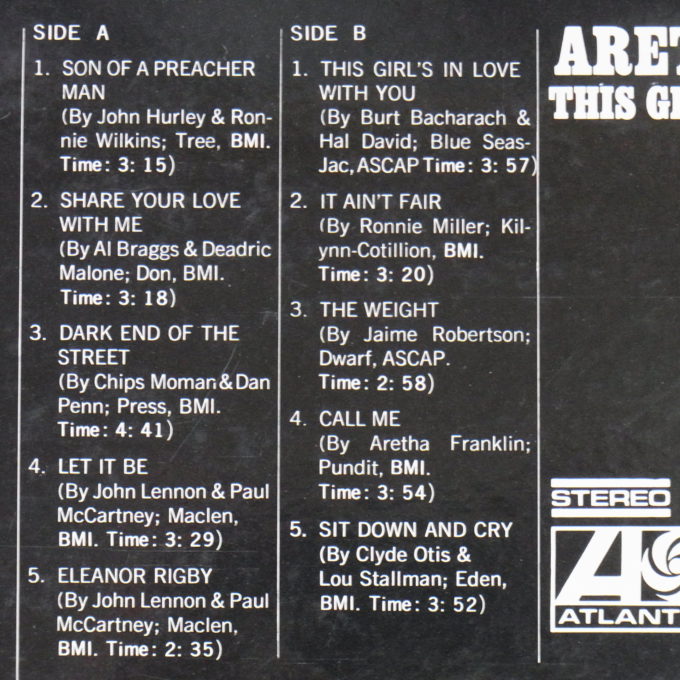 SIDE A
1. SON OF A PREACHER
MAN
(By John Hurley & Ron-
nie Wilkins; Tree, BMI.
Time: 3: 15)
2. SHARE YOUR LOVE
WITH ME
(By Al Braggs & Deadric
Malone; Don, BMI.
Time: 3: 18)
3. DARK END OF THE
STREET
(By Chips Moman & Dan
Penn; Press, BMI.
Time: 4: 41)
4. LET IT BE
(By John Lennon & Paul
McCartney; Maclen,
BMI. Time: 3: 29)
5. ELEANOR RIGBY
(By John Lennon & Paul
McCartney; Maclen,
BMI. Time: 2: 35)
SIDE B
1. THIS GIRL'S IN LOVE
WITH YOU
(By Burt Bacharach &
Hal David; Blue Seas-
Jac, ASCAP Time: 3: 57)
2. IT AIN'T FAIR
(By Ronnie Miller; Kil-
ynn-Cotillion, BMI.
Time: 3: 20)
3. THE WEIGHT
(By Jaime Robertson;
Dwarf, ASCAP.
Time: 2: 58)
4. CALL ME
(By Aretha Franklin;
Pundit, BMI.
Time: 3: 54)
5. SIT DOWN AND CRY
(By Clyde Otis &
Lou Stallman; Eden,
BMI. Time: 3: 52)
ARET
THIS GI
STEREO
ATLANT